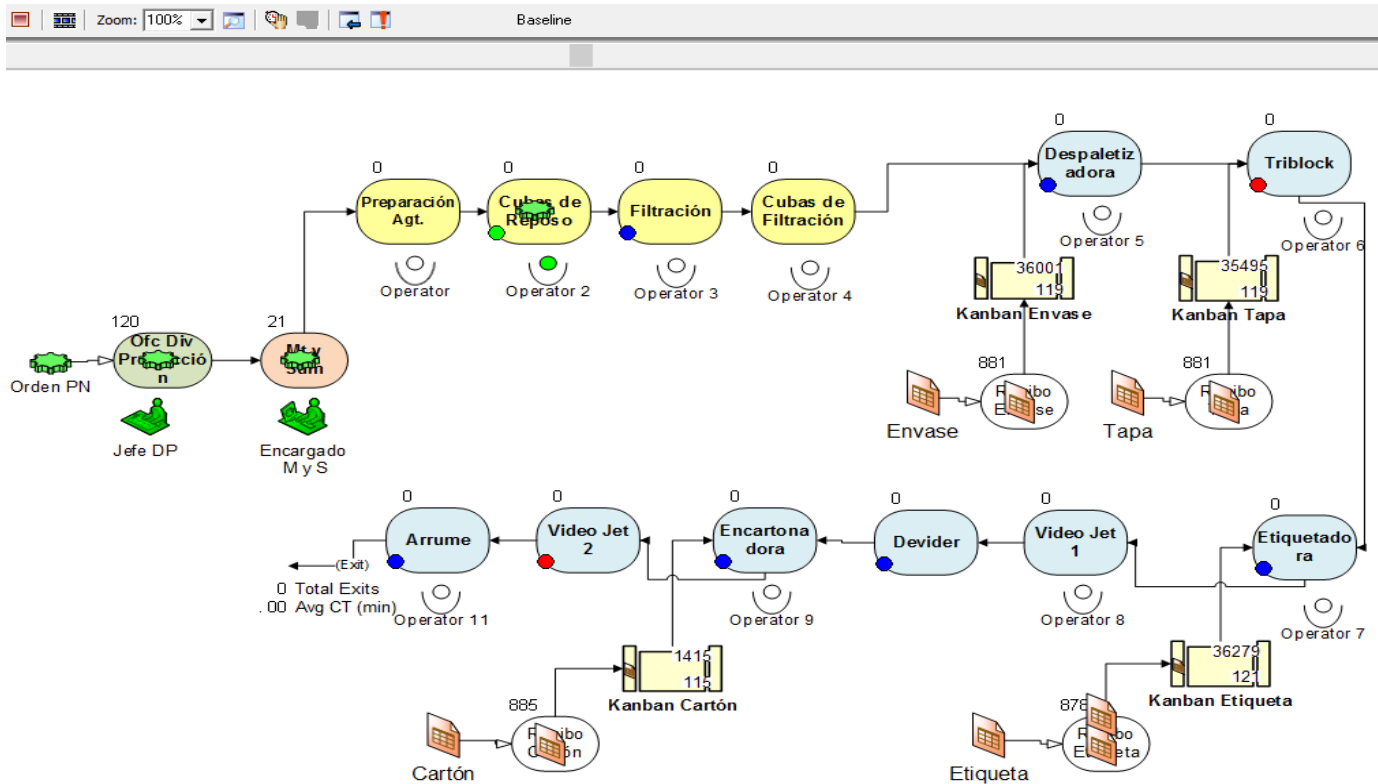 Zoom: 100%
Baseline
0
0
Despaletiz
adora
Triblock
0
0
0
0
Preparación
Agt.
Cubas de
Reposo
Filtración
Cubas de
Filtración
Operator 5
Operator 6
Operator
Operator 2
Operator 3
Operator 4
36001
119
Kanban Envase
35495
119
Kanban Tapa
120
21
Ofc Div
Orden PN
Jefe DP
Encargado
M y S
881
881
Envase
Tapa
0
0
0
0
0
0
Arrume
Video Jet
2
Encartona
dora
Devider
Video Jet
1
Etiquetado
ra
(Exit)
0 Total Exits
.00 Avg CT (min)
Operator 11
Operator 9
Operator 8
Operator 7
1415
115
Kanban Cartón
36279
121
Kanban Etiqueta
885
878
Cartón
Etiqueta